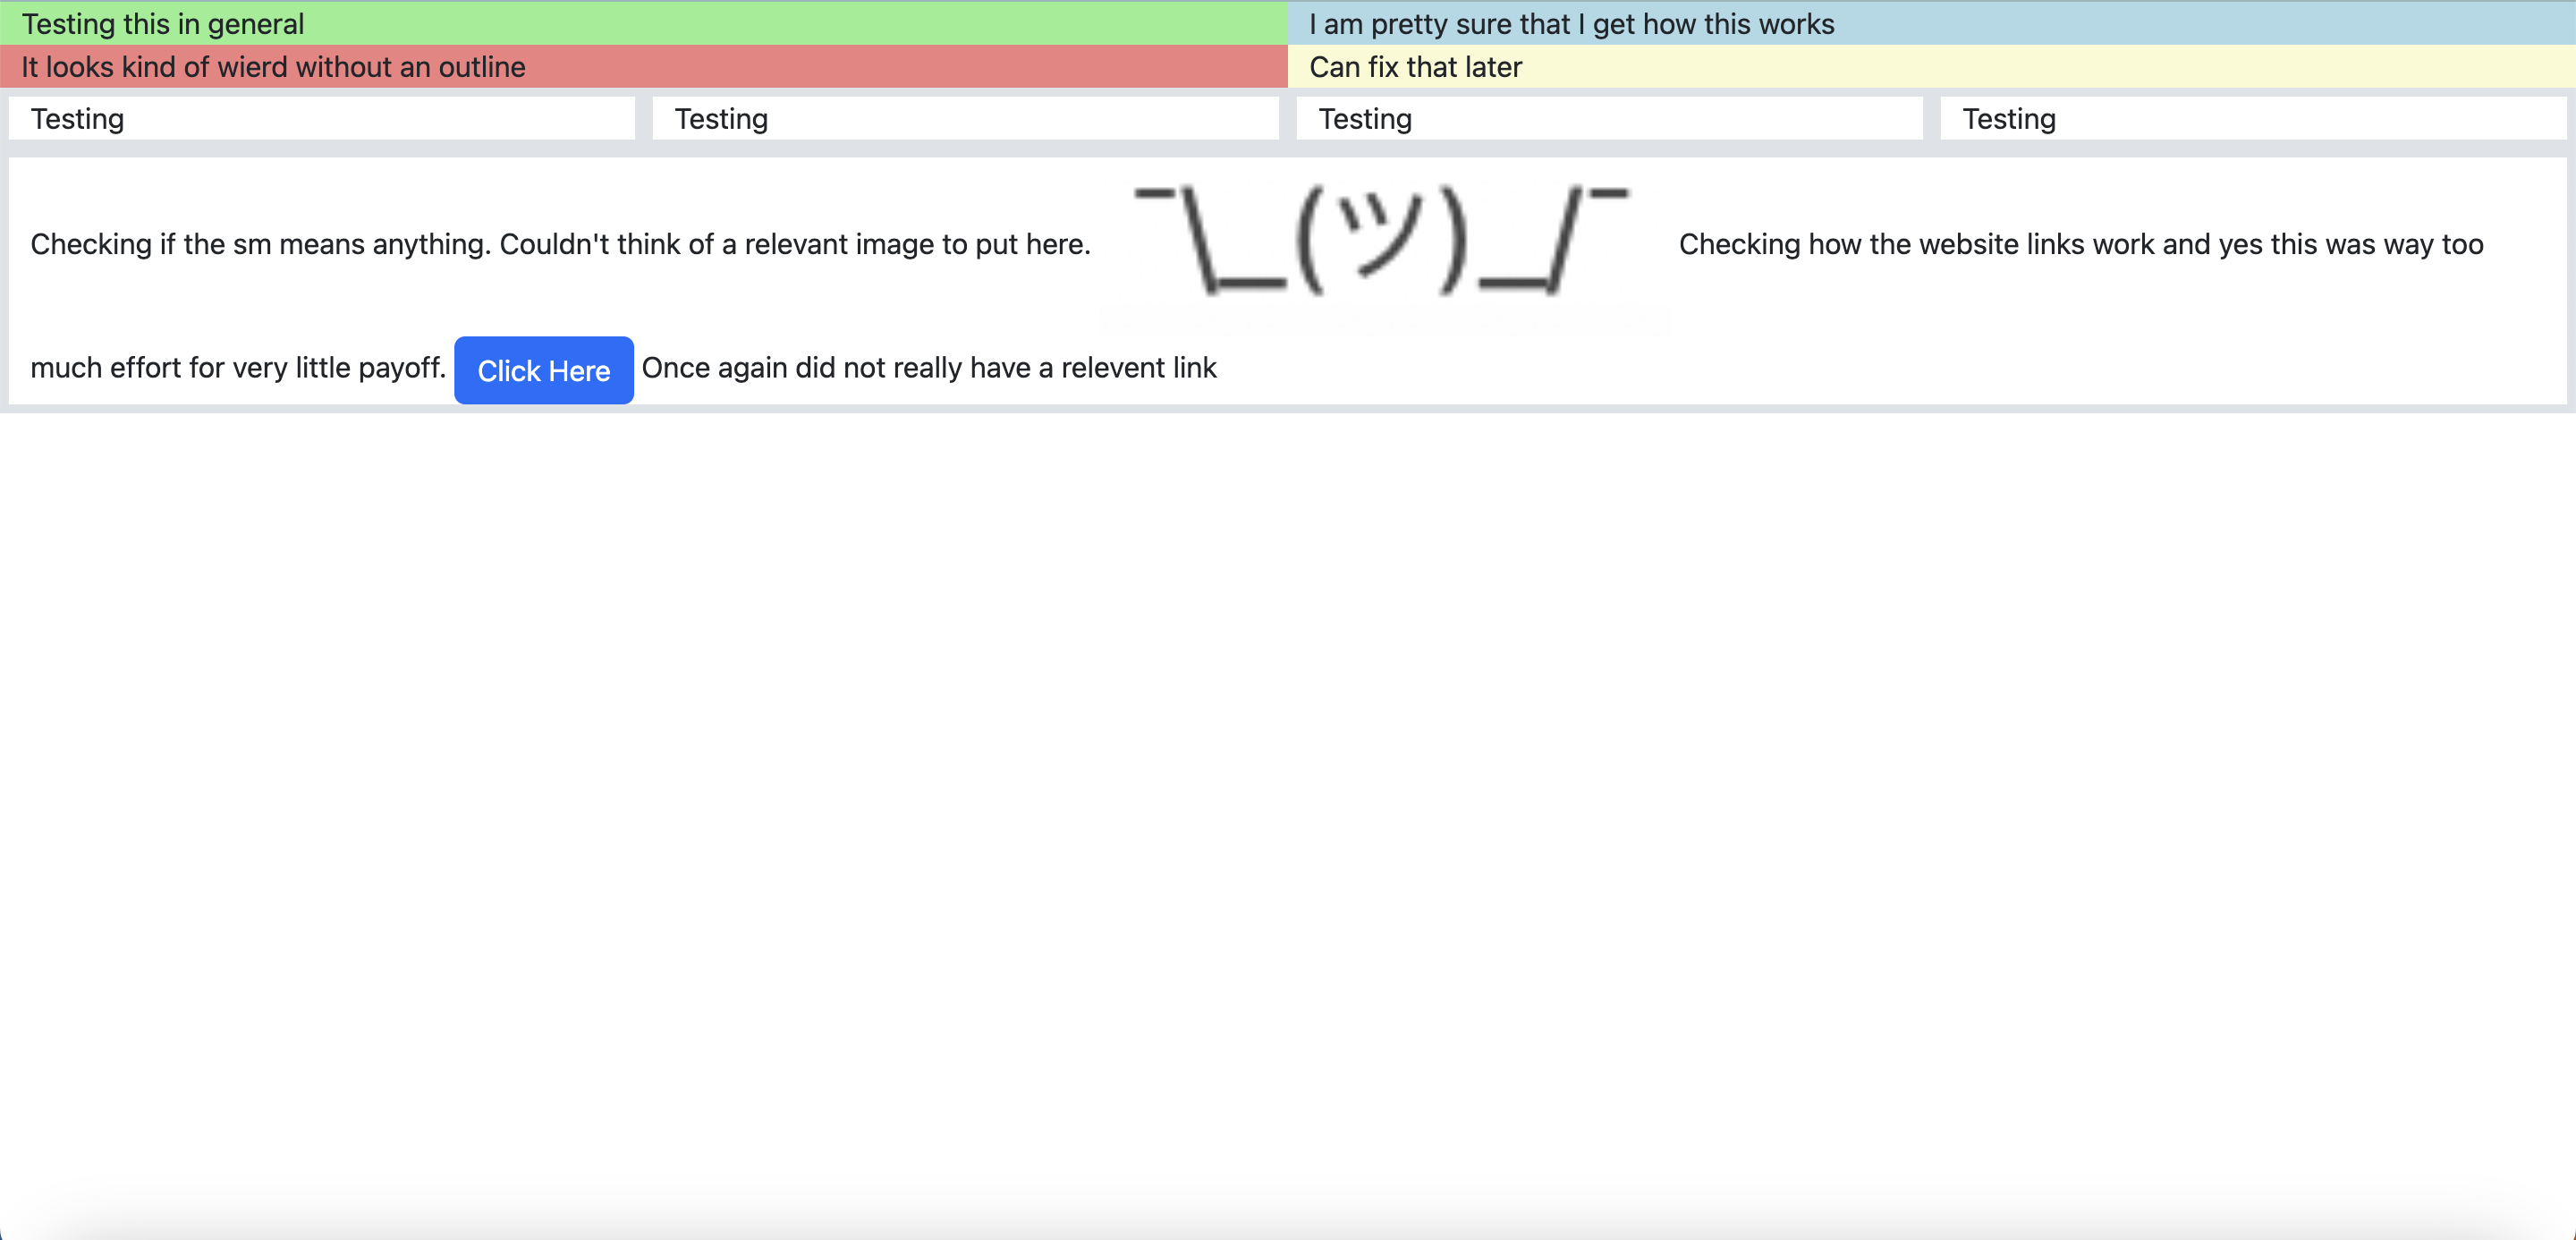 Testing this in general
I am pretty sure that I get how this works
It looks kind of wierd without an outline
Can fix that later
Testing
Testing
Testing
Testing
Checking if the sm means anything. Couldn't think of a relevant image to put here. ¯\_(ツ)_/¯ Checking how the website links work and yes this was way too
much effort for very little payoff. Click Here Once again did not really have a relevent link